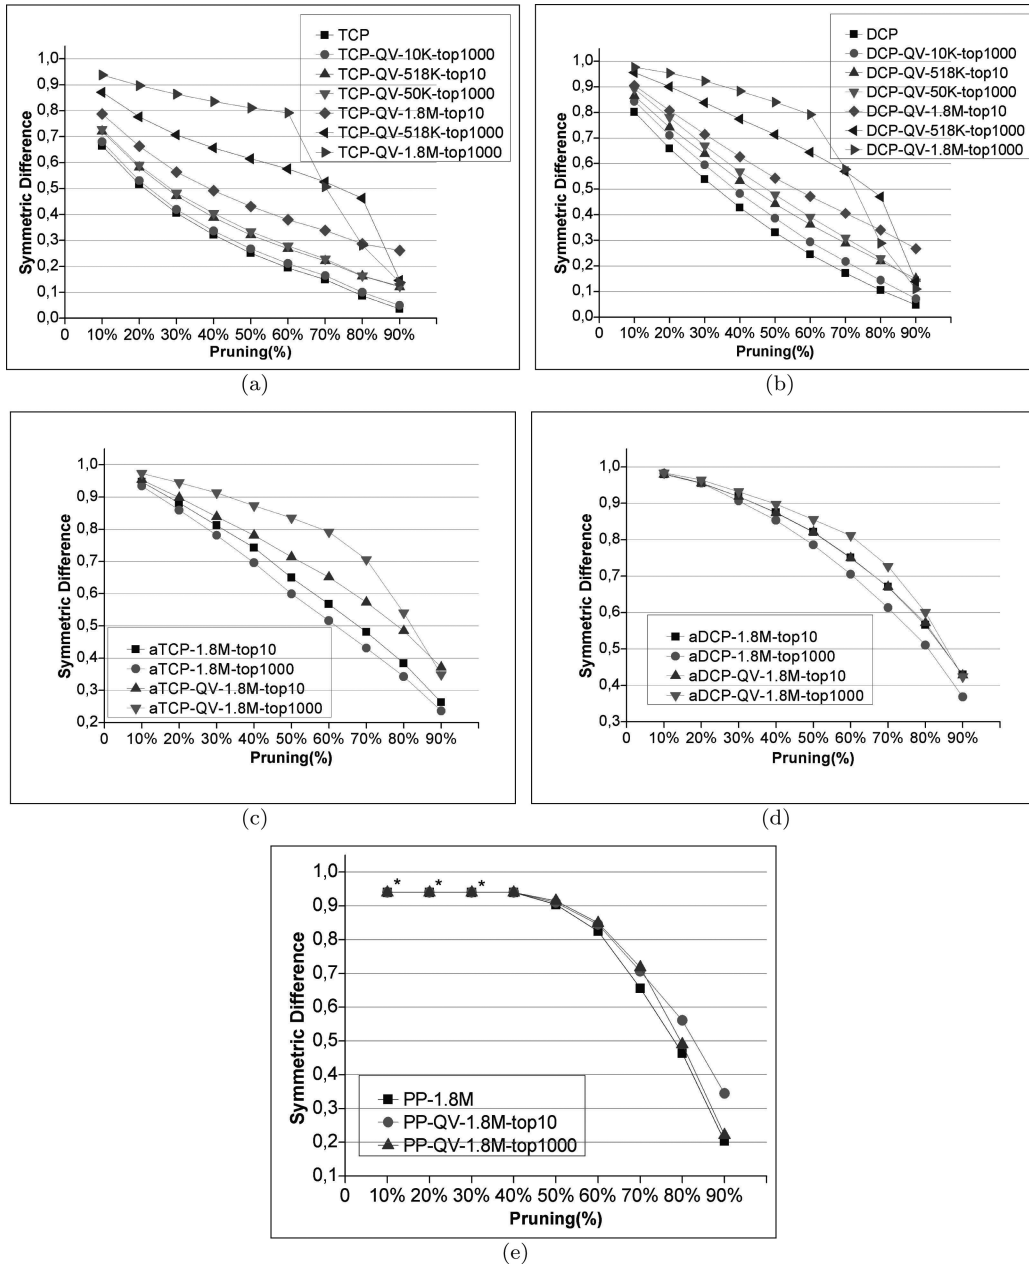 TCP
TCP-QV-10K-top1000
TCP-QV-518K-top10
TCP-QV-50K-top1000
TCP-QV-1.8M-top10
TCP-QV-518K-top1000
TCP-QV-1.8M-top1000
1,0
0,9
0,8
0,7
0,6
0,5
0,4
0,3
0,2
0,1
0,0
Symmetric Difference
0 10% 20% 30% 40% 50% 60% 70% 80% 90%
Pruning(%)
(a)
DCP
DCP-QV-10K-top1000
DCP-QV-518K-top10
DCP-QV-50K-top1000
DCP-QV-1.8M-top10
DCP-QV-518K-top1000
DCP-QV-1.8M-top1000
1,0
0,9
0,8
0,7
0,6
0,5
0,4
0,3
0,2
0,1
0,0
Symmetric Difference
0 10% 20% 30% 40% 50% 60% 70% 80% 90%
Pruning(%)
(b)
1,0
0,9
0,8
0,7
0,6
0,5
0,4
0,3
0,2
Symmetric Difference
aTCP-1.8M-top10
aTCP-1.8M-top1000
aTCP-QV-1.8M-top10
aTCP-QV-1.8M-top1000
0 10% 20% 30% 40% 50% 60% 70% 80% 90%
Pruning(%)
(c)
1,0
0,9
0,8
0,7
0,6
0,5
0,4
0,3
Symmetric Difference
aDCP-1.8M-top10
aDCP-1.8M-top1000
aDCP-QV-1.8M-top10
aDCP-QV-1.8M-top1000
0 10% 20% 30% 40% 50% 60% 70% 80% 90%
Pruning(%)
(d)
1,0
0,9
0,8
0,7
0,6
0,5
0,4
0,3
0,2
0,1
Symmetric Difference
* * *
PP-1.8M
PP-QV-1.8M-top10
PP-QV-1.8M-top1000
0 10% 20% 30% 40% 50% 60% 70% 80% 90%
Pruning(%)
(e)